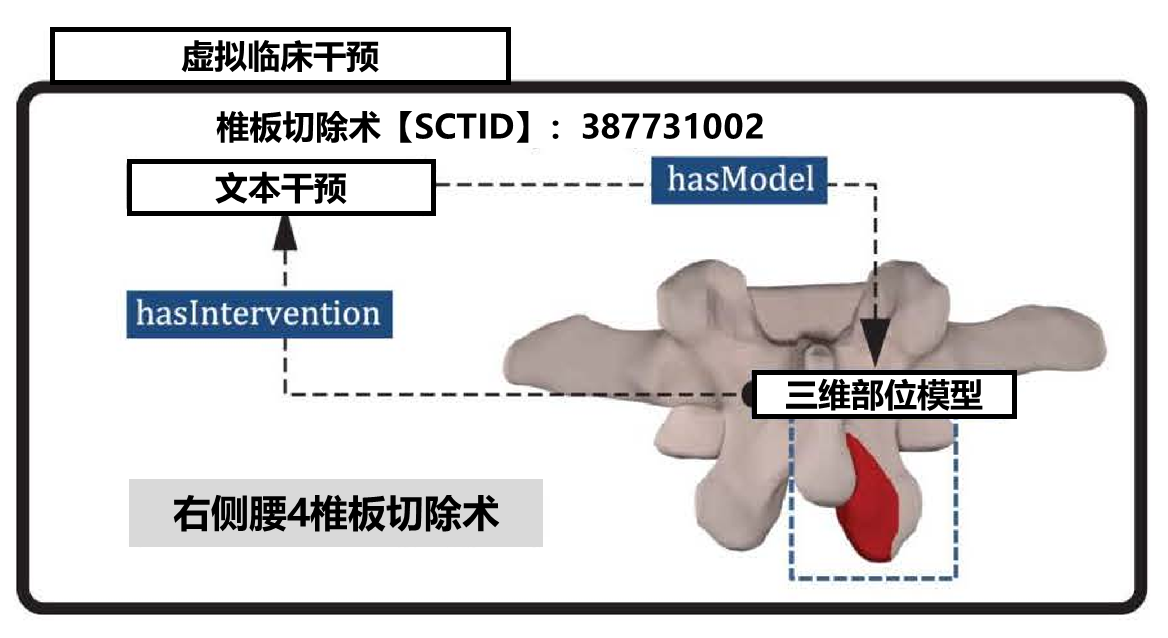 虚拟临床干预
椎板切除术【SCTID】：387731002
文本干预
hasModel
hasIntervention
三维部位模型
右侧腰4椎板切除术